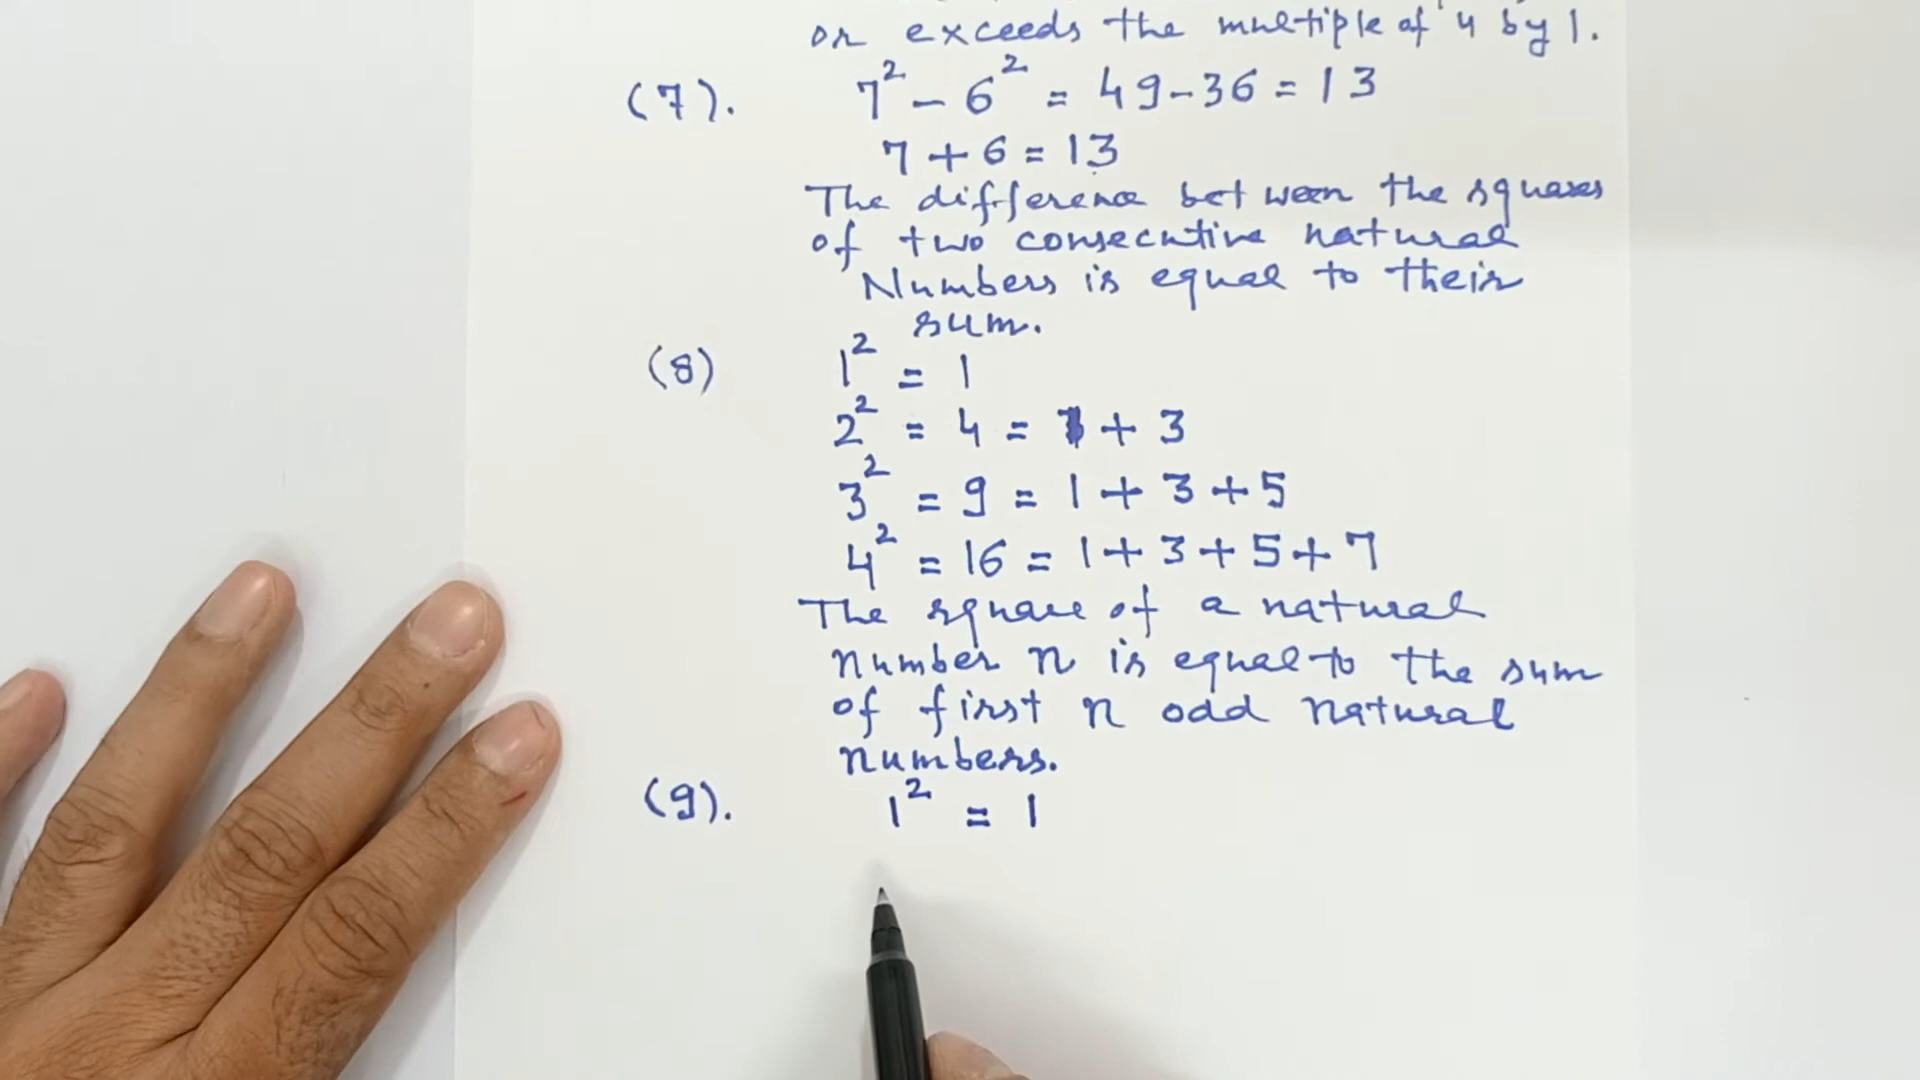 or exceeds the multiple of 4 by 1.
(7). 7² - 6² = 49-36 = 13
7 + 6 = 13
The difference between the squares
of two consecutive natural
Numbers is equal to their
sum.
(8) 1² = 1
2² = 4 = 1 + 3
3² = 9 = 1 + 3 + 5
4² = 16 = 1 + 3 + 5 + 7
The square of a natural
number n is equal to the sum
of first n odd natural
numbers.
(9). 1² = 1